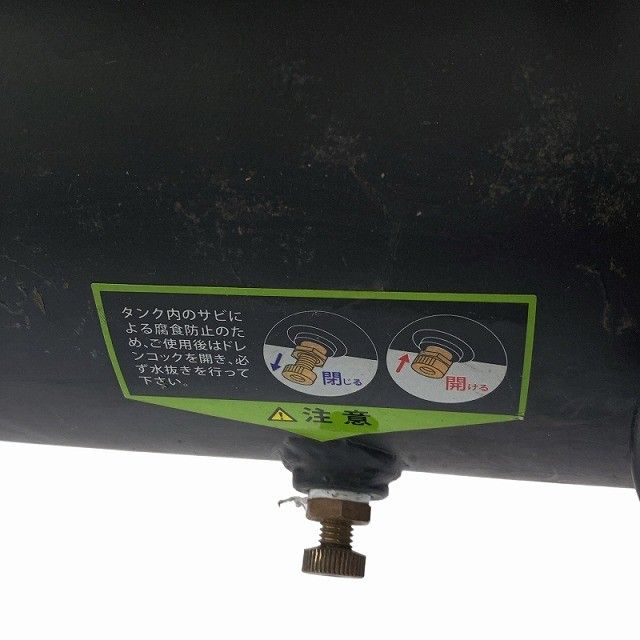 タンク内のサビに
よる腐食防止のた
め、ご使用後はドレ
ンコックを開き、必
ず水抜きを行って
下さい。
閉じる
開ける
注意